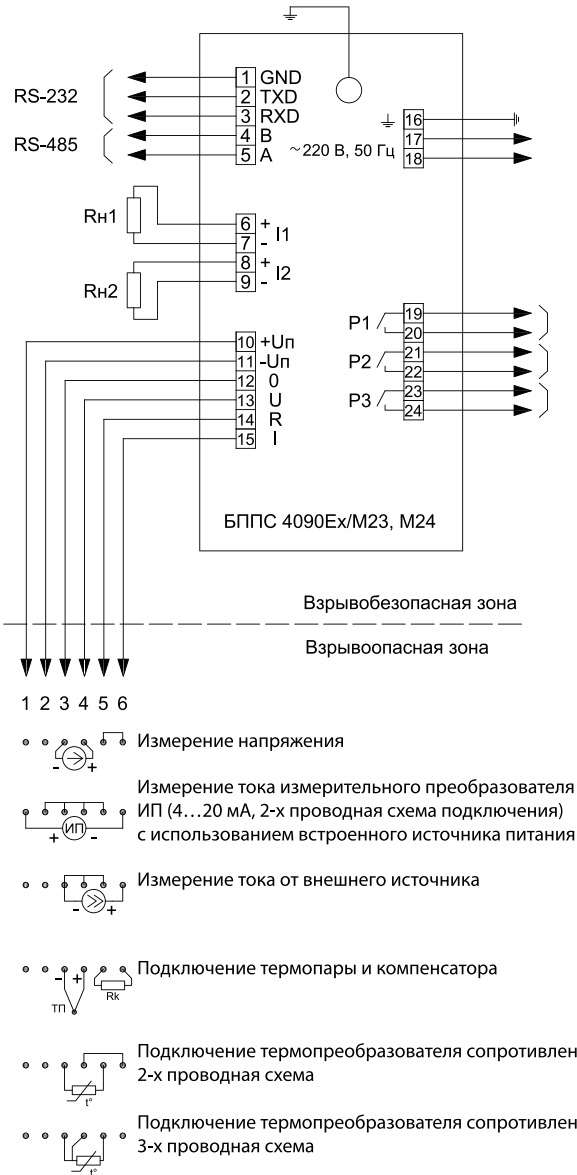 1 GND
RS-232 2 TXD
3 RXD
RS-485 4 B
5 A
16
~220 В, 50 Гц 17
18
Rн1
6 +
7 - I1
8 + I2
9 -
Rн2
P1 19
20
P2 21
22
P3 23
24
10 +Uп
11 -Uп
12 0
13 U
14 R
15 I
БППС 4090Ex/М23, М24
Взрывобезопасная зона
Взрывоопасная зона
1 2 3 4 5 6
- + Измерение напряжения
Измерение тока измерительного преобразователя
ИП (4…20 мА, 2-х проводная схема подключения)
+ ИП - с использованием встроенного источника питания
- + Измерение тока от внешнего источника
- + Подключение термопары и компенсатора
ТП Rk
Подключение термопреобразователя сопротивлен
2-х проводная схема
t°
Подключение термопреобразователя сопротивлен
3-х проводная схема
t°